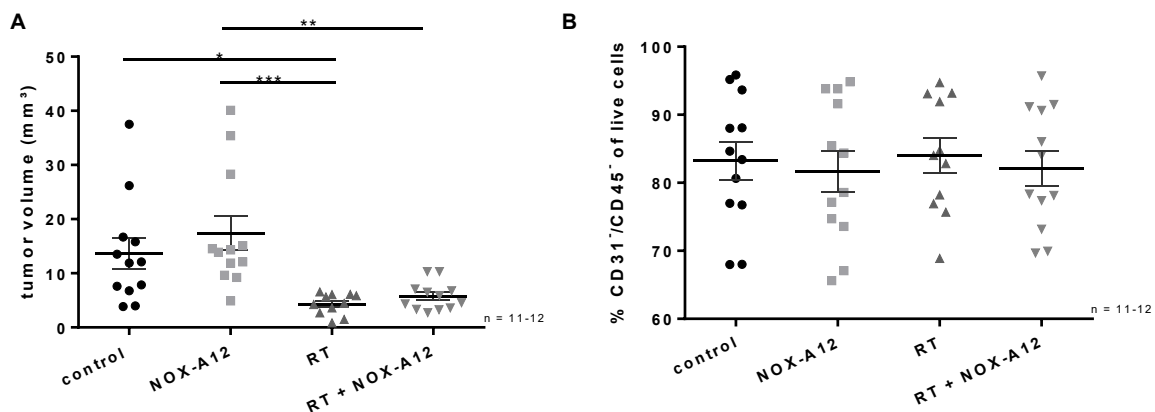 A
**
*
***
tumor volume (mm³)
50
40
30
20
10
0
n = 11-12
control
NOX-A12
RT
RT + NOX-A12
B
% CD31⁻/CD45⁻ of live cells
100
90
80
70
60
n = 11-12
control
NOX-A12
RT
RT + NOX-A12